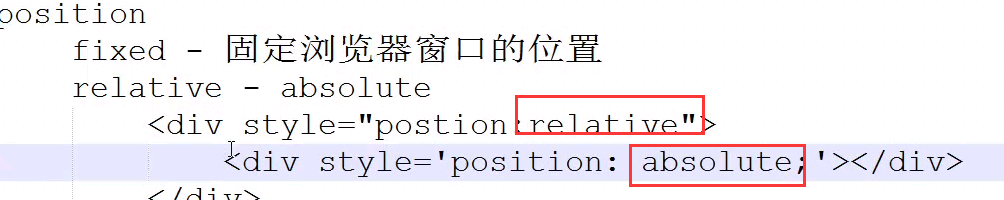 position
fixed - 固定浏览器窗口的位置
relative - absolute
<div style="postion:relative">
<div style='position: absolute;'></div>
</div>